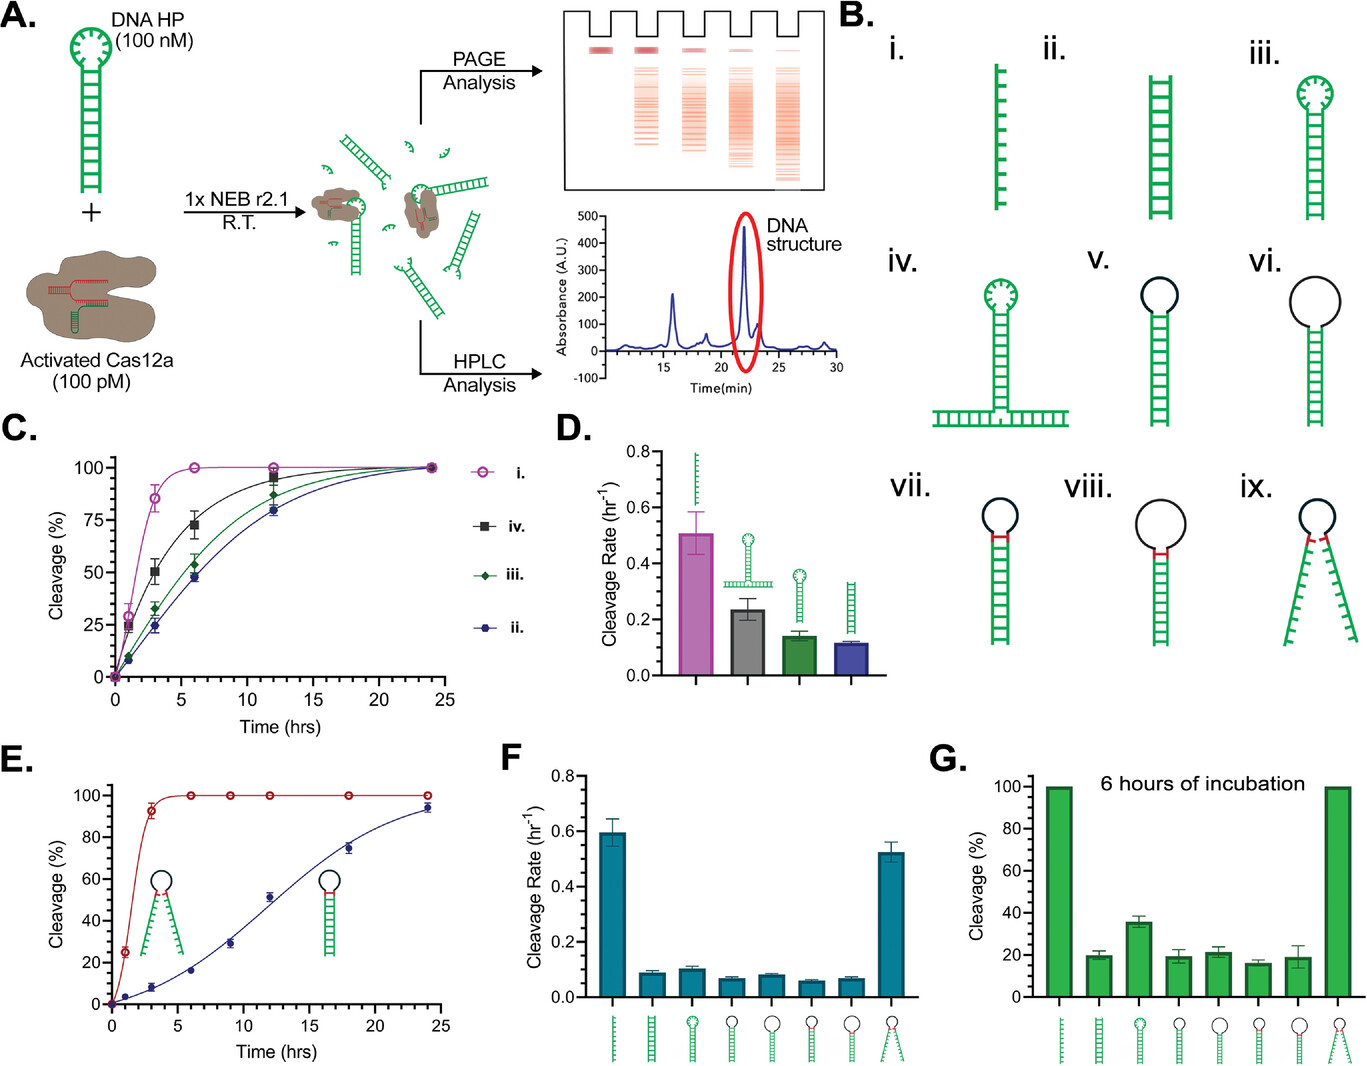 A.
DNA HP
(100 nM)
+
Activated Cas12a
(100 pM)
1x NEB r2.1
R.T.
PAGE
Analysis
HPLC
Analysis
DNA
structure
Absorbance (A.U.)
500
400
300
200
100
0
-100
15
20
25
30
Time(min)
B.
i.
ii.
iii.
iv.
v.
vi.
vii.
viii.
ix.
C.
Cleavage (%)
100
75
50
25
0
0
5
10
15
20
25
Time (hrs)
i.
iv.
iii.
ii.
D.
Cleavage Rate (hr-1)
0.8
0.6
0.4
0.2
0.0
E.
Cleavage (%)
100
80
60
40
20
0
0
5
10
15
20
25
Time (hrs)
F
Cleavage Rate (hr-1)
0.8
0.6
0.4
0.2
0.0
G.
6 hours of incubation
Cleavage (%)
100
80
60
40
20
0